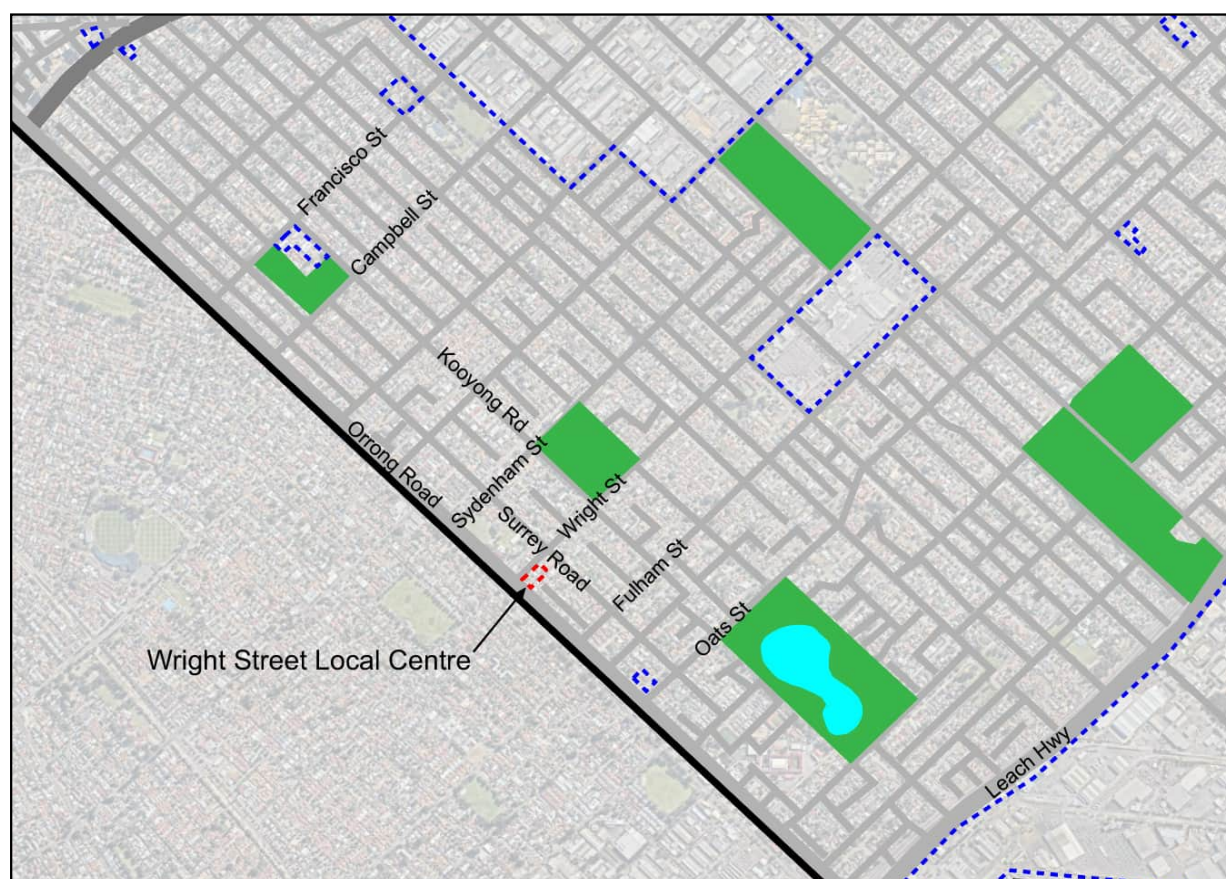 Francisco St
Campbell St
Kooyong Rd
Orrong Road
Sydenham St
Wright St
Surrey Road
Fulham St
Oats St
Wright Street Local Centre
Leach Hwy